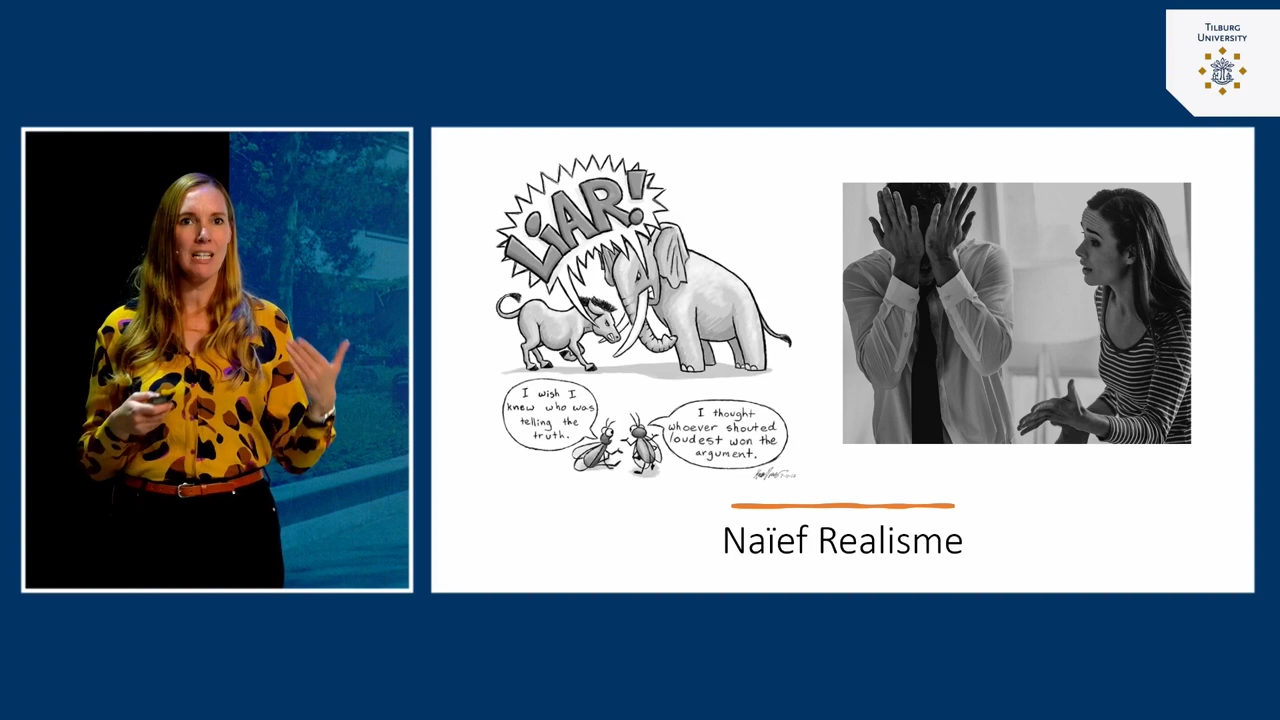 TILBURG
UNIVERSITY
LiAR!
I wish I
knew who was
telling the
truth.
I thought
whoever shouted
loudest won the
argument.
Naïef Realisme